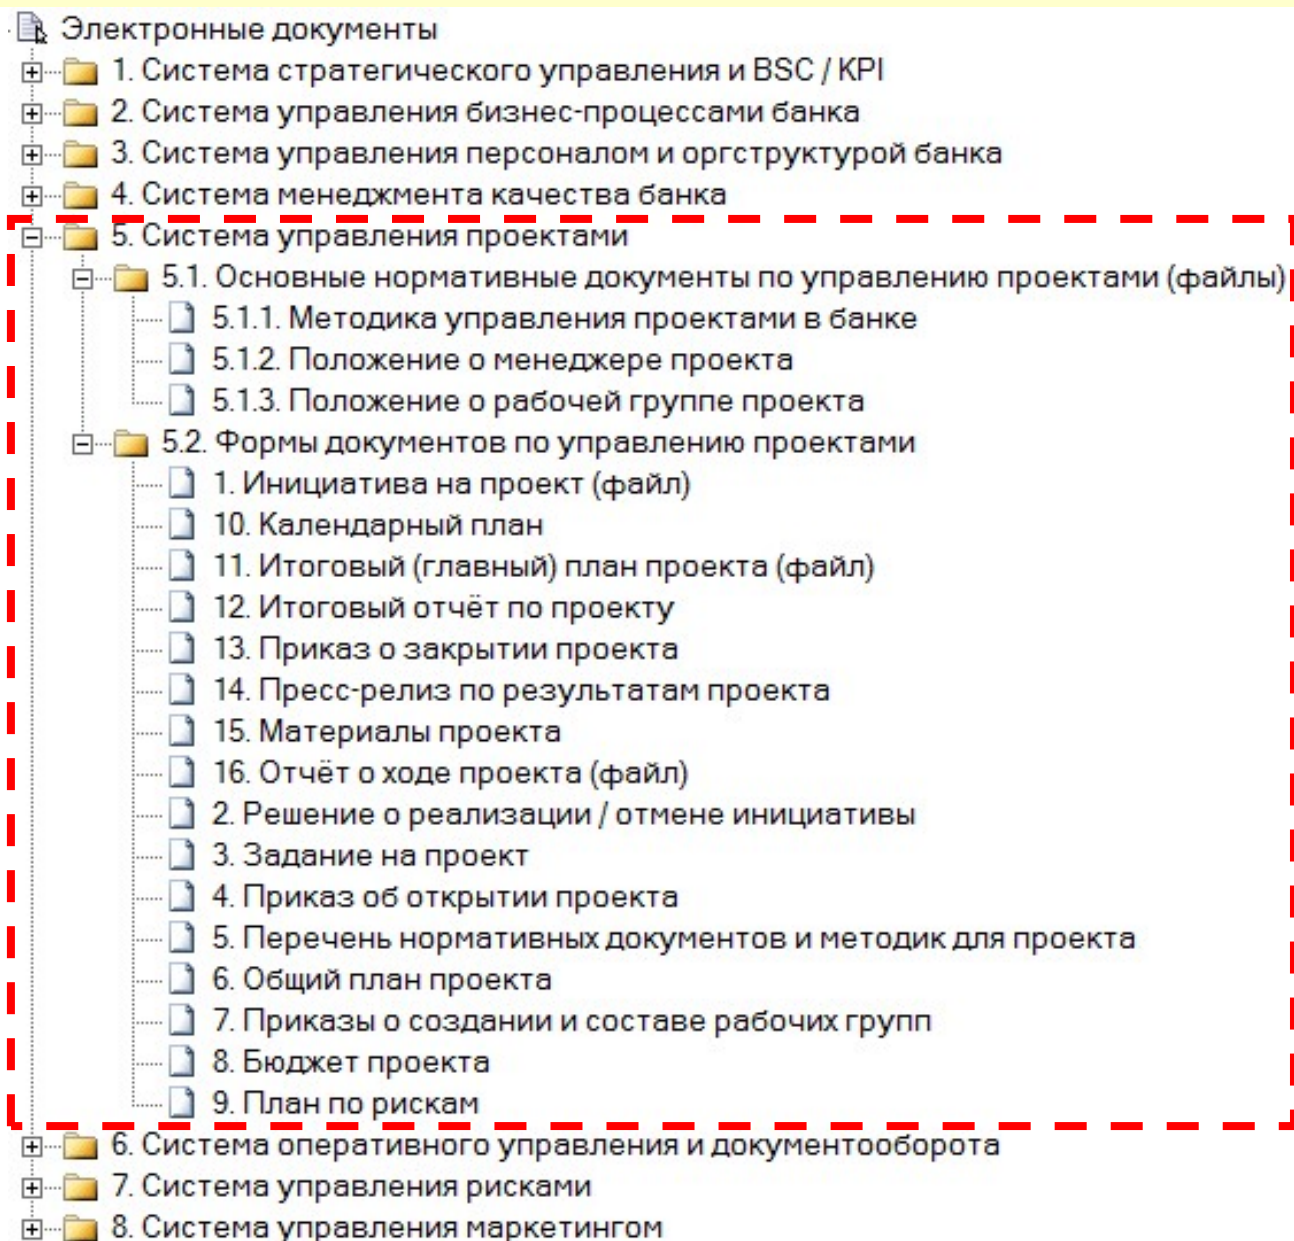 Электронные документы
1. Система стратегического управления и BSC / KPI
2. Система управления бизнес-процессами банка
3. Система управления персоналом и оргструктурой банка
4. Система менеджмента качества банка
5. Система управления проектами
5.1. Основные нормативные документы по управлению проектами (файлы)
5.1.1. Методика управления проектами в банке
5.1.2. Положение о менеджере проекта
5.1.3. Положение о рабочей группе проекта
5.2. Формы документов по управлению проектами
1. Инициатива на проект (файл)
10. Календарный план
11. Итоговый (главный) план проекта (файл)
12. Итоговый отчёт по проекту
13. Приказ о закрытии проекта
14. Пресс-релиз по результатам проекта
15. Материалы проекта
16. Отчёт о ходе проекта (файл)
2. Решение о реализации / отмене инициативы
3. Задание на проект
4. Приказ об открытии проекта
5. Перечень нормативных документов и методик для проекта
6. Общий план проекта
7. Приказы о создании и составе рабочих групп
8. Бюджет проекта
9. План по рискам
6. Система оперативного управления и документооборота
7. Система управления рисками
8. Система управления маркетингом